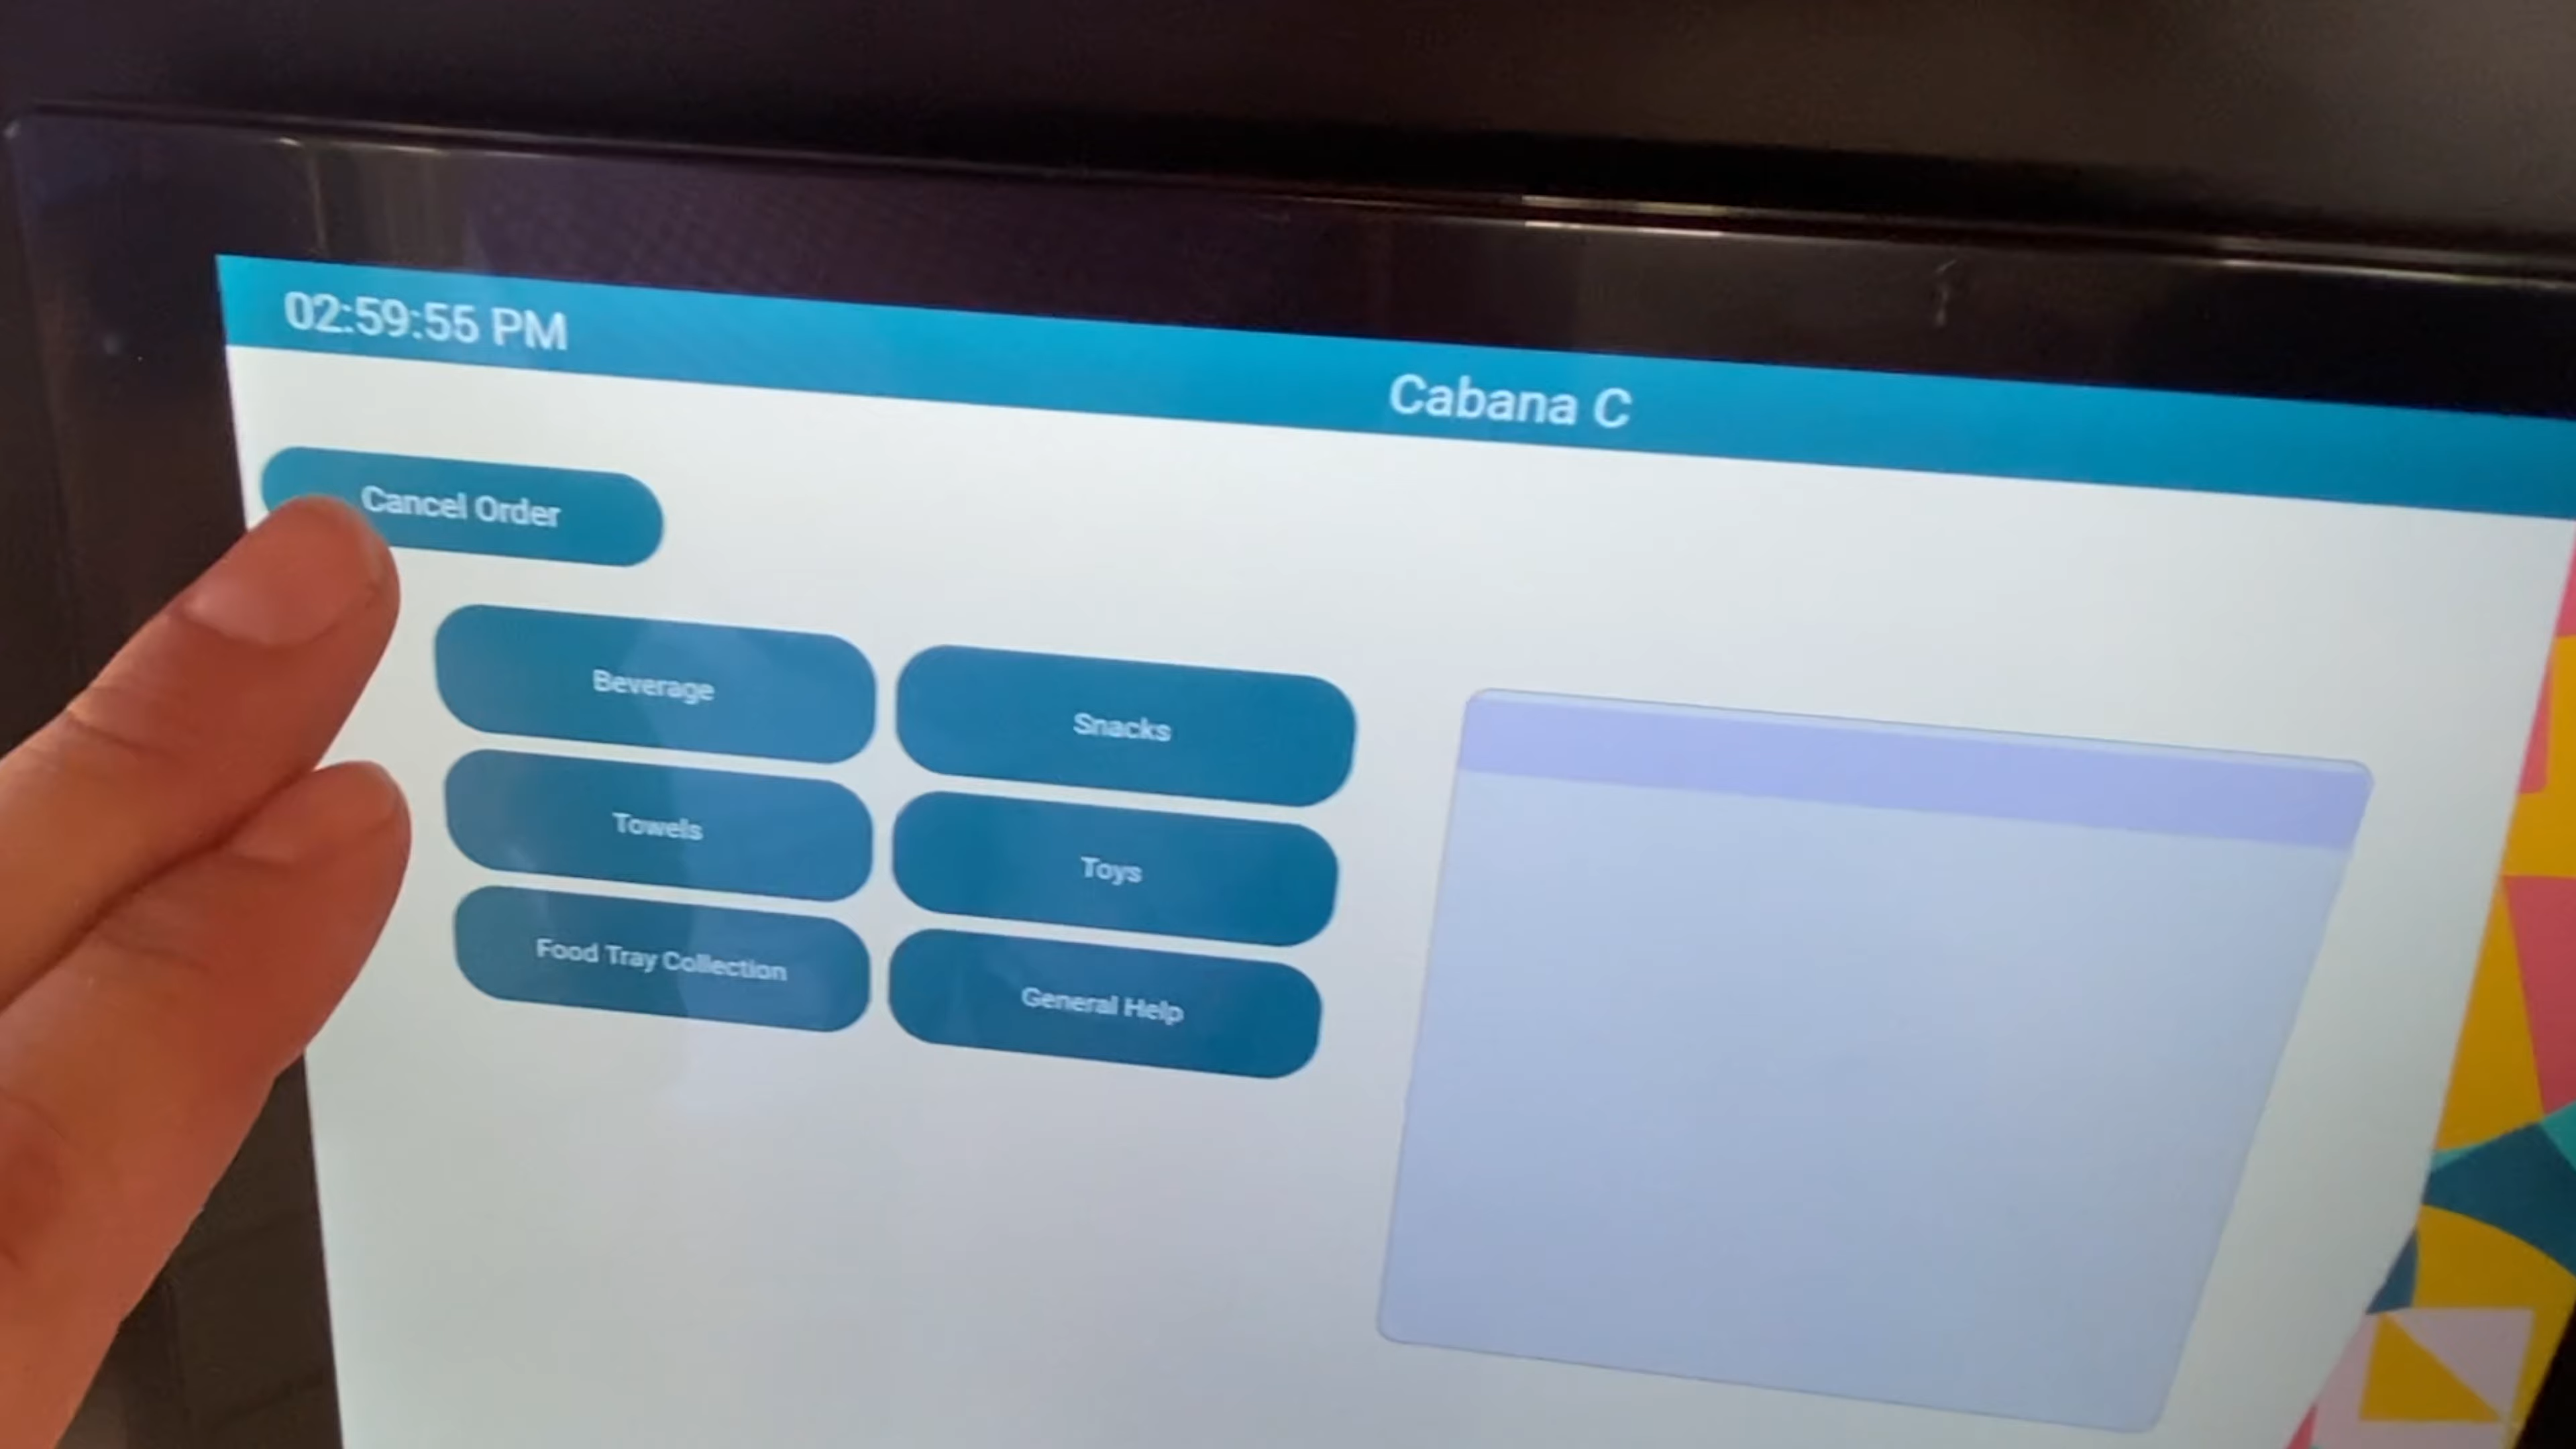 02:59:55 PM
Cabana C
Cancel Order
Beverage
Snacks
Towels
Toys
Food Tray Collection
General Help